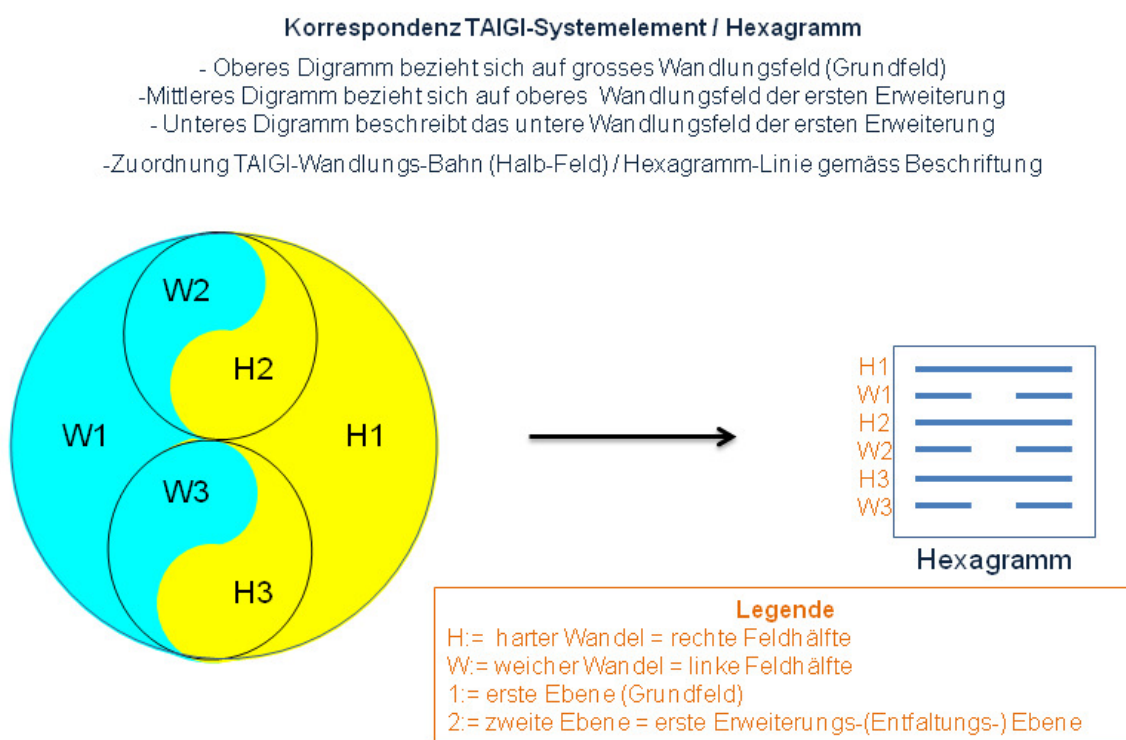 Korrespondenz TAIGI-Systemelement / Hexagramm
- Oberes Digramm bezieht sich auf grosses Wandlungsfeld (Grundfeld)
-Mittleres Digramm bezieht sich auf oberes Wandlungsfeld der ersten Erweiterung
- Unteres Digramm beschreibt das untere Wandlungsfeld der ersten Erweiterung
-Zuordnung TAIGI-Wandlungs-Bahn (Halb-Feld) / Hexagramm-Linie gemäss Beschriftung
W2
H2
W1
H1
W3
H3
H1
W1
H2
W2
H3
W3
Hexagramm
Legende
H:= harter Wandel = rechte Feldhälfte
W:= weicher Wandel = linke Feldhälfte
1:= erste Ebene (Grundfeld)
2:= zweite Ebene = erste Erweiterungs-(Entfaltungs-) Ebene